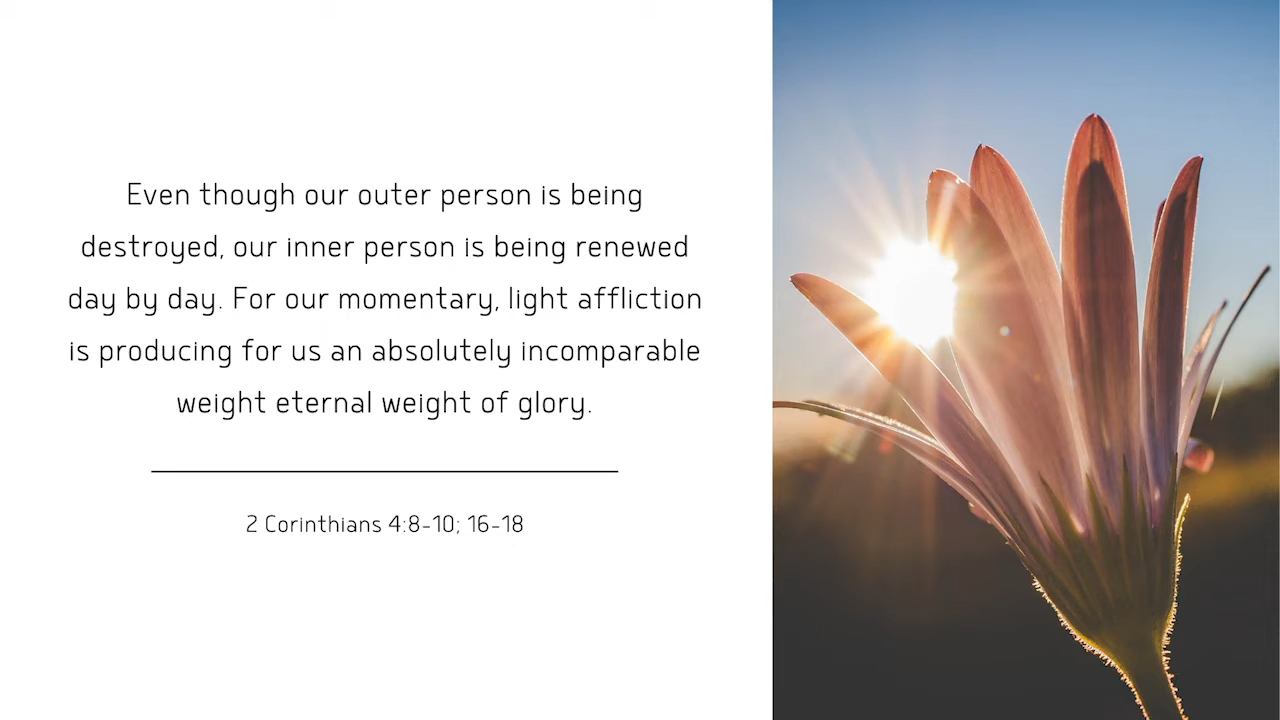 Even though our outer person is being
destroyed, our inner person is being renewed
day by day. For our momentary, light affliction
is producing for us an absolutely incomparable
weight eternal weight of glory.
2 Corinthians 4:8-10; 16-18